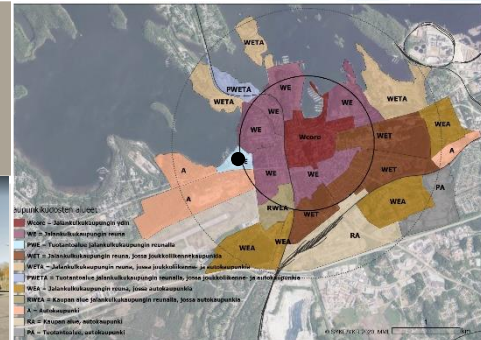 WETA
PWETA
WETA
WE
WE
WE
WETA
Wcore
WE
WET
WEA
A
WET
WE
WE
A
A
RWEA
WEA
PA
WET
RA
WEA
WEA
aupunkikudosten alueet
Wcore = Jalankulkukaupungin ydin
WE = Jalankulkukaupungin reuna
PWE = Tuotantoalue jalankulkukaupungin reunalla
WET = Jalankulkukaupungin reuna, jossa joukkoliikennekaupunkia
WETA = Jalankulkukaupungin reuna, jossa joukkoliikenne- ja autokaupunkia
PWETA = Tuotantoalue jalankulkukaupungin reunalla, jossa joukkoliikenne- ja autokaupunkia
WEA = Jalankulkukaupungin reuna, jossa autokaupunkia
RWEA = Kaupan alue jalankulkukaupungin reunalla, jossa autokaupunkia
A = Autokaupunki
RA = Kaupan alue, autokaupunki
PA = Tuotantoalue, autokaupunki